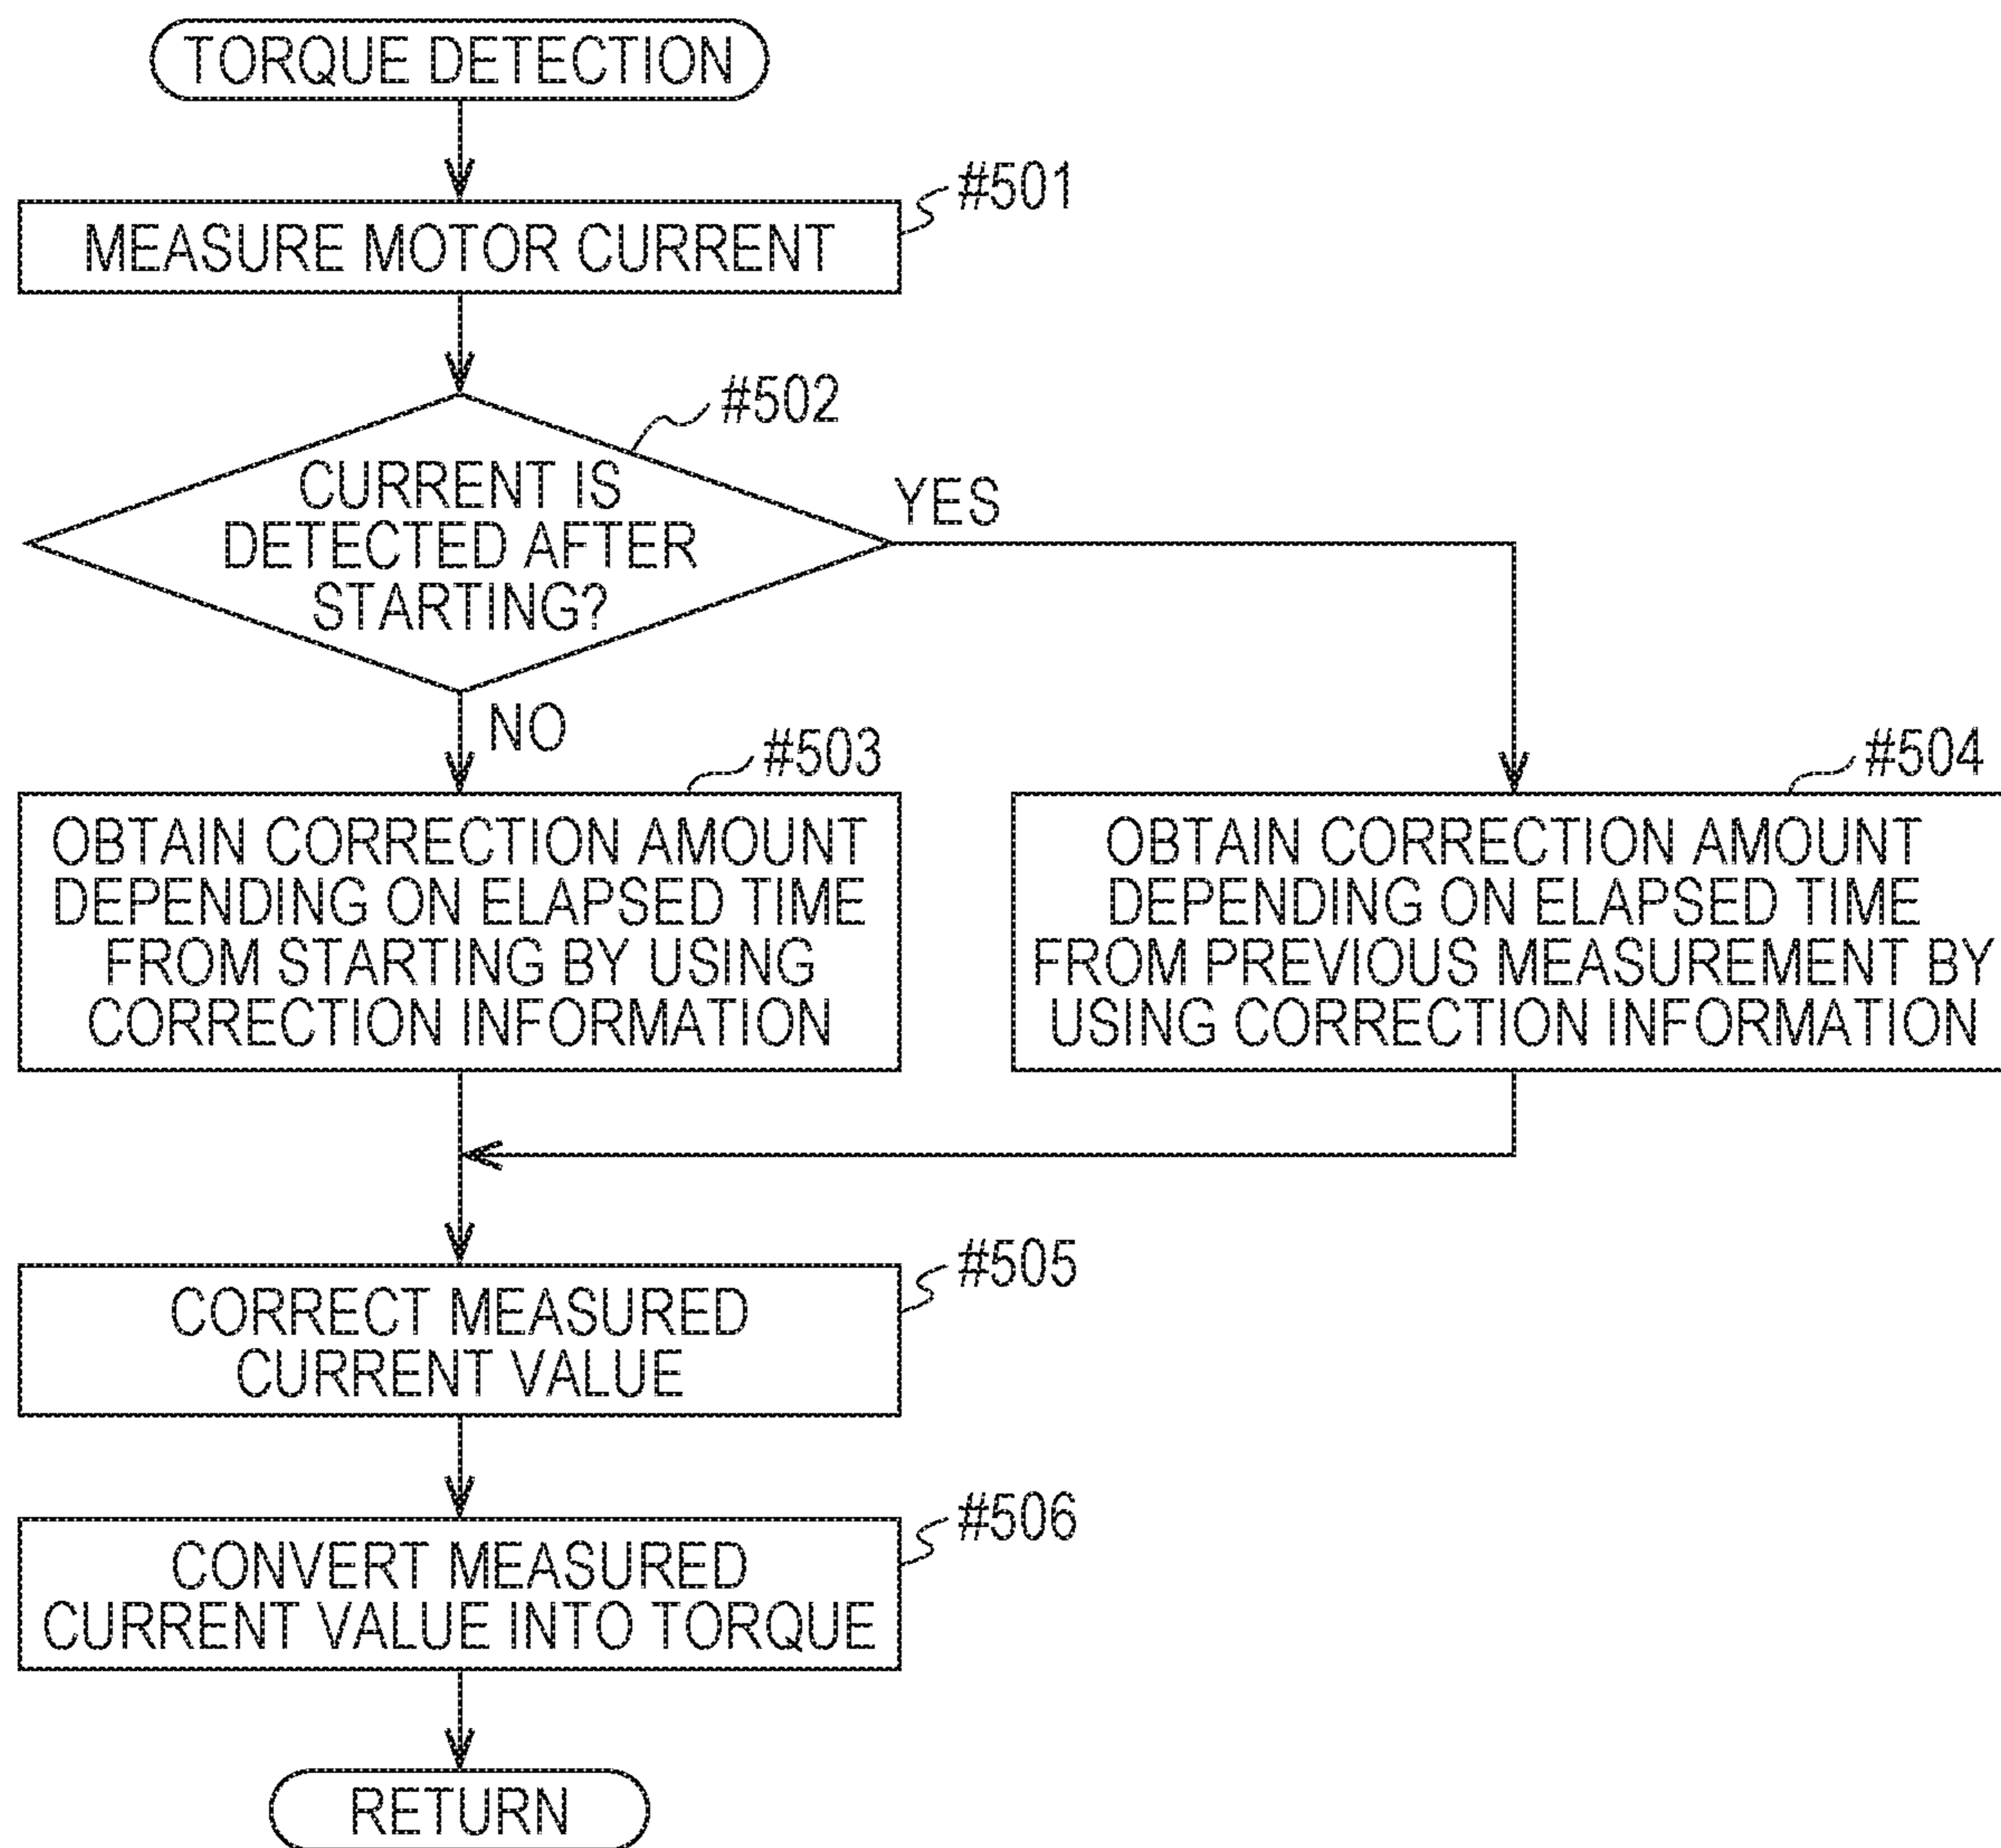 TORQUE DETECTION
#501
MEASURE MOTOR CURRENT
#502
CURRENT IS
DETECTED AFTER
STARTING?
YES
NO
#503
OBTAIN CORRECTION AMOUNT
DEPENDING ON ELAPSED TIME
FROM STARTING BY USING
CORRECTION INFORMATION
#504
OBTAIN CORRECTION AMOUNT
DEPENDING ON ELAPSED TIME
FROM PREVIOUS MEASUREMENT BY
USING CORRECTION INFORMATION
#505
CORRECT MEASURED
CURRENT VALUE
#506
CONVERT MEASURED
CURRENT VALUE INTO TORQUE
RETURN